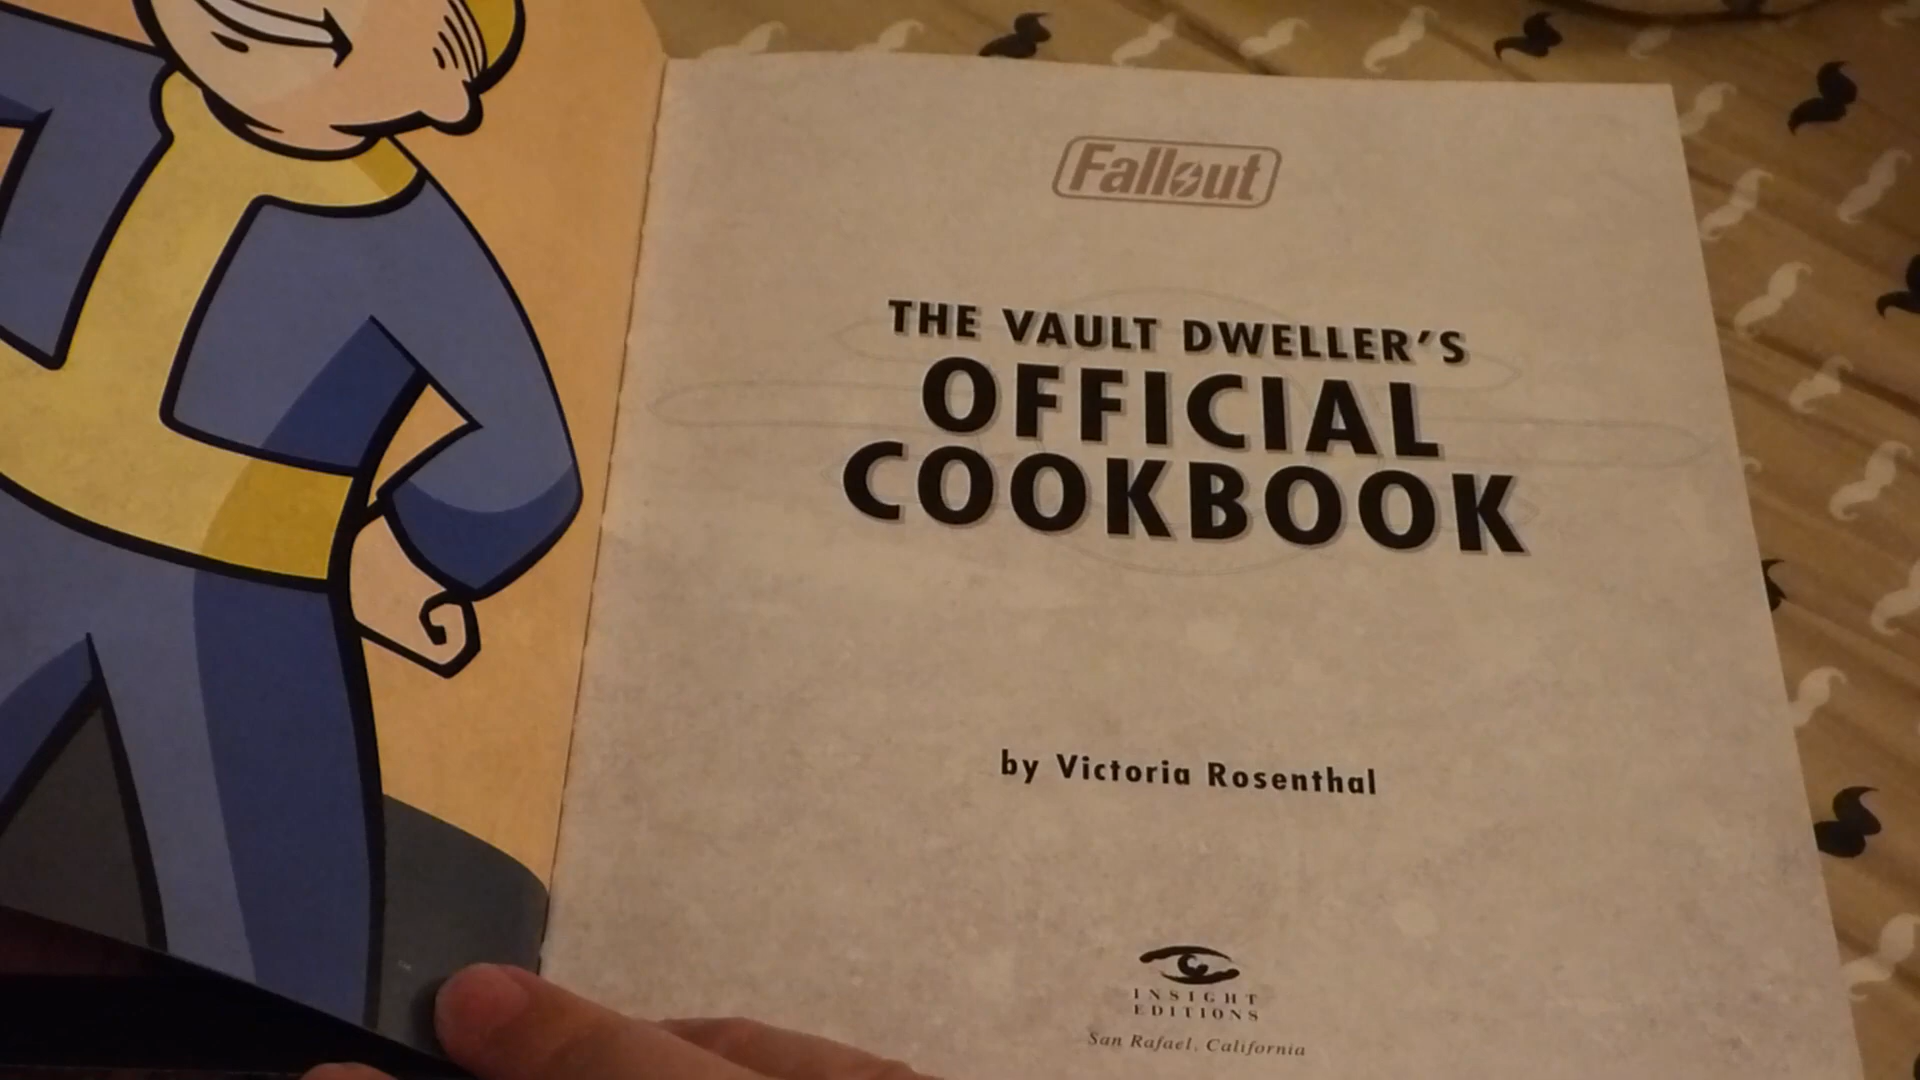 Fallout
THE VAULT DWELLER'S
OFFICIAL
COOKBOOK
by Victoria Rosenthal
INSIGHT
EDITIONS
San Rafael, California